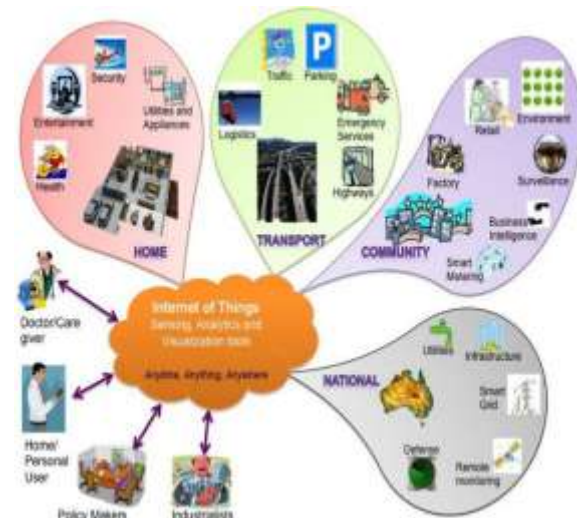 Security
Utilities and
Appliances
Entertainment
Health
HOME
Traffic
P
Parking
Logistics
Emergency
Services
Highways
TRANSPORT
Retail
Environment
Factory
Surveillance
Business
Intelligence
COMMUNITY
Smart
Metering
Internet of Things
Sensing, Analytics and
Visualization tools
Anytime, Anything, Anywhere
Doctor/Care
giver
Home/
Personal
User
Policy Makers
Industrialists
NATIONAL
Utilities
Infrastructure
Smart
Grid
Defense
Remote
monitoring